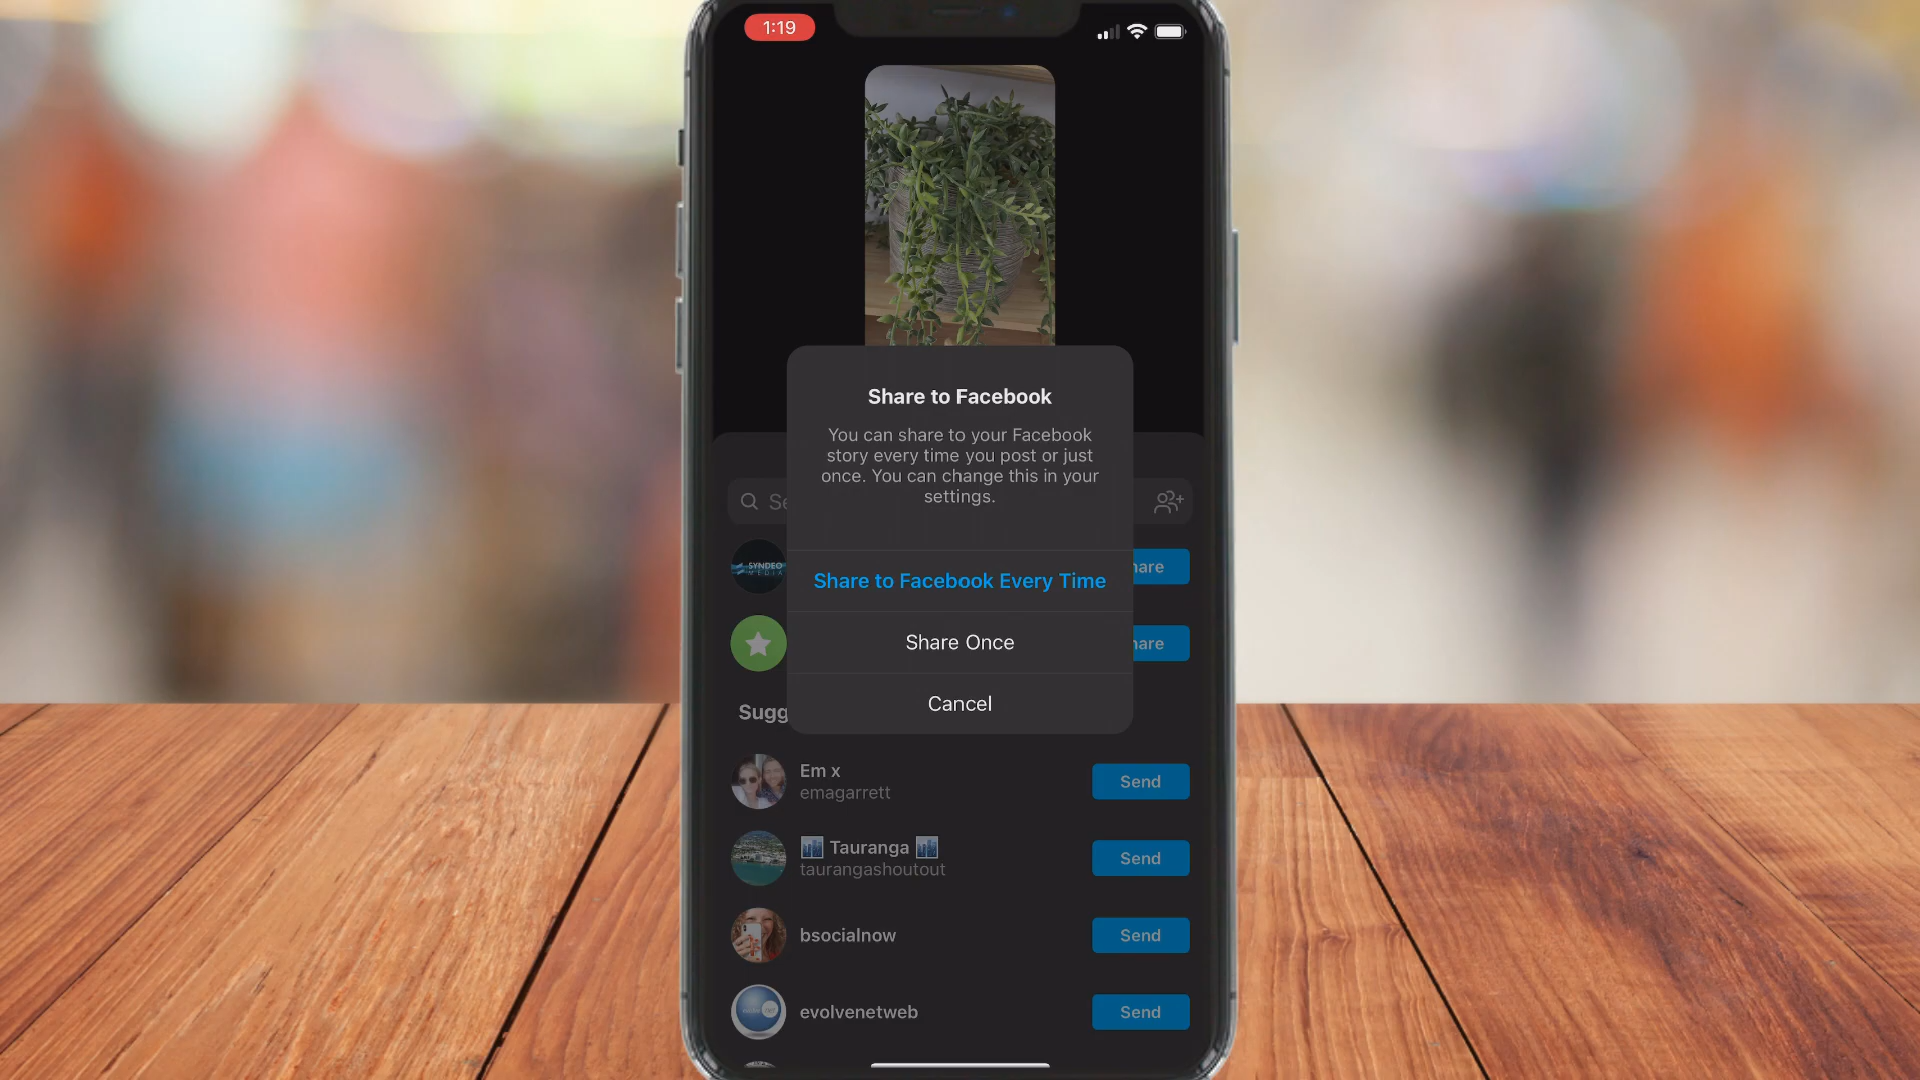 1:19
Share to Facebook
You can share to your Facebook
story every time you post or just
once. You can change this in your
settings.
Share to Facebook Every Time
Share Once
Cancel
Se
SYNDEO
MEDIA
hare
hare
Sugg
Em x
emagarrett
Send
Tauranga
taurangashoutout
Send
bsocialnow
Send
evolvenetweb
Send